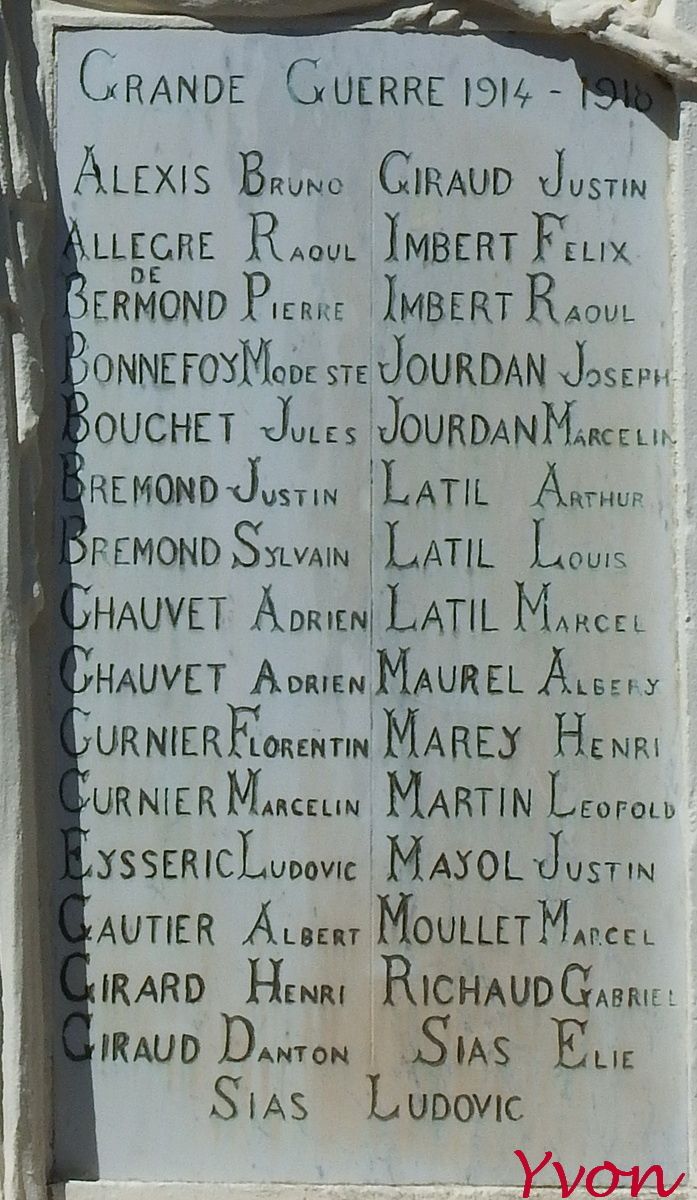 GRANDE GUERRE 1914 - 1918
ALEXIS BRUNO
ALLEGRE RAOUL
DE
BERMOND PIERRE
BONNEFOY MODESTE
BOUCHET JULES
BREMOND JUSTIN
BREMOND SYLVAIN
CHAUVET ADRIEN
CHAUVET ADRIEN
CURNIER FLORENTIN
CURNIER MARCELIN
EYSSERIC LUDOVIC
GAUTIER ALBERT
GIRARD HENRI
GIRAUD DANTON
GIRAUD JUSTIN
IMBERT FELIX
IMBERT RAOUL
JOURDAN JOSEPH
JOURDAN MARCELIN
LATIL ARTHUR
LATIL LOUIS
LATIL MARCEL
MAUREL ALBERT
MAREY HENRI
MARTIN LEOPOLD
MAYOL JUSTIN
MOULLET MARCEL
RICHAUD GABRIEL
SIAS ELIE
SIAS LUDOVIC
Yvon